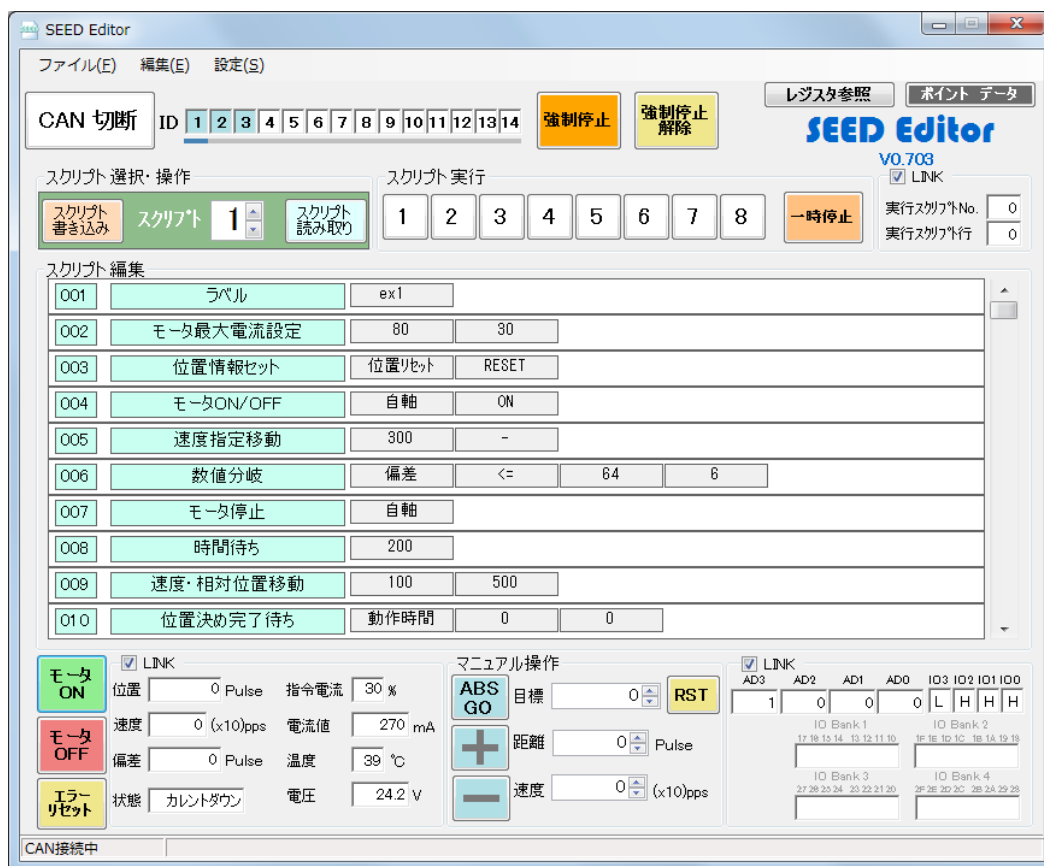 SEED Editor
ファイル(F) 編集(E) 設定(S)
レジスタ参照 ポイント データ
CAN 切断 ID 1 2 3 4 5 6 7 8 9 10 11 12 13 14 強制停止 強制停止解除
SEED Editor
V0.703
スクリプト選択・操作 スクリプト実行 LINK
スクリプト書き込み スクリプト 1 スクリプト読み取り 1 2 3 4 5 6 7 8 一時停止
実行スクリプトNo. 0
実行スクリプト行 0
スクリプト編集
001 ラベル ex1
002 モータ最大電流設定 80 30
003 位置情報セット 位置リセット RESET
004 モータON/OFF 自軸 ON
005 速度指定移動 300 -
006 数値分岐 偏差 <= 64 6
007 モータ停止 自軸
008 時間待ち 200
009 速度・相対位置移動 100 500
010 位置決め完了待ち 動作時間 0 0
モータ ON
モータ OFF
エラーリセット
LINK
位置 0 Pulse 指令電流 30 %
速度 0 (x10)pps 電流値 270 mA
偏差 0 Pulse 温度 39 ℃
状態 カレントダウン 電圧 24.2 V
マニュアル操作
ABS GO 目標 0 RST
+ 距離 0 Pulse
- 速度 0 (x10)pps
LINK
AD3 AD2 AD1 AD0 IO3 IO2 IO1 IO0
1 0 0 0 L H H H
IO Bank 1 IO Bank 2
IO Bank 3 IO Bank 4
CAN接続中